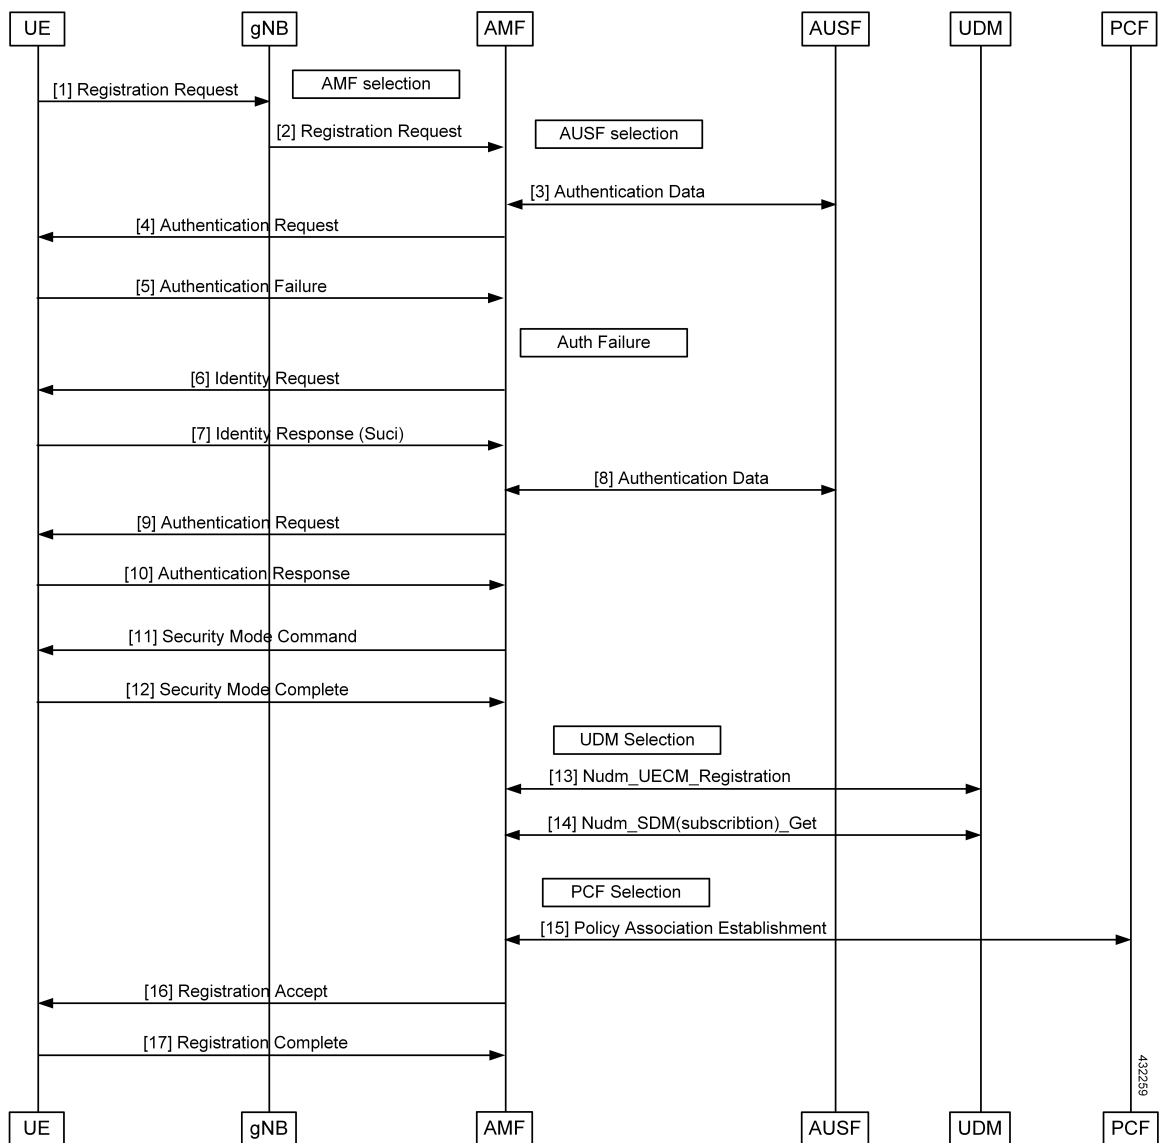 UE gNB AMF AUSF UDM PCF
[1] Registration Request
AMF selection
[2] Registration Request
AUSF selection
[3] Authentication Data
[4] Authentication Request
[5] Authentication Failure
Auth Failure
[6] Identity Request
[7] Identity Response (Suci)
[8] Authentication Data
[9] Authentication Request
[10] Authentication Response
[11] Security Mode Command
[12] Security Mode Complete
UDM Selection
[13] Nudm_UECM_Registration
[14] Nudm_SDM(subscribtion)_Get
PCF Selection
[15] Policy Association Establishment
[16] Registration Accept
[17] Registration Complete
432259
UE gNB AMF AUSF UDM PCF